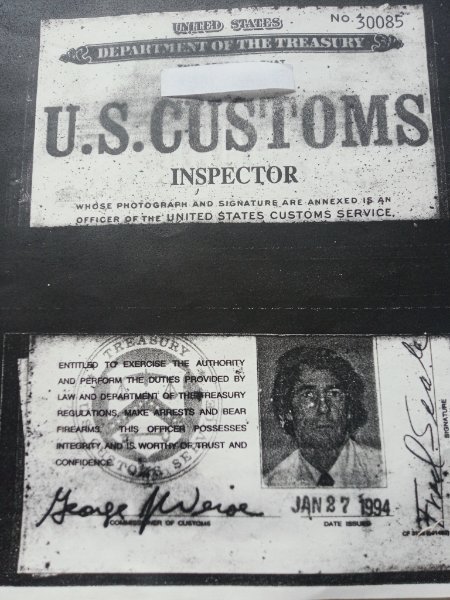 UNITED STATES
No. 30085
DEPARTMENT OF THE TREASURY
U.S. CUSTOMS
INSPECTOR
WHOSE PHOTOGRAPH AND SIGNATURE ARE ANNEXED IS AN
OFFICER OF THE UNITED STATES CUSTOMS SERVICE.
TREASURY
ENTITLED TO EXERCISE THE AUTHORITY
AND PERFORM THE DUTIES PROVIDED BY
LAW AND DEPARTMENT OF THE TREASURY
REGULATIONS, MAKE ARRESTS AND BEAR
FIREARMS. THIS OFFICER POSSESSES
INTEGRITY AND IS WORTHY OF TRUST AND
CONFIDENCE
George J Weise
COMMISSIONER OF CUSTOMS
JAN 27 1994
DATE ISSUED
Fred
SIGNATURE